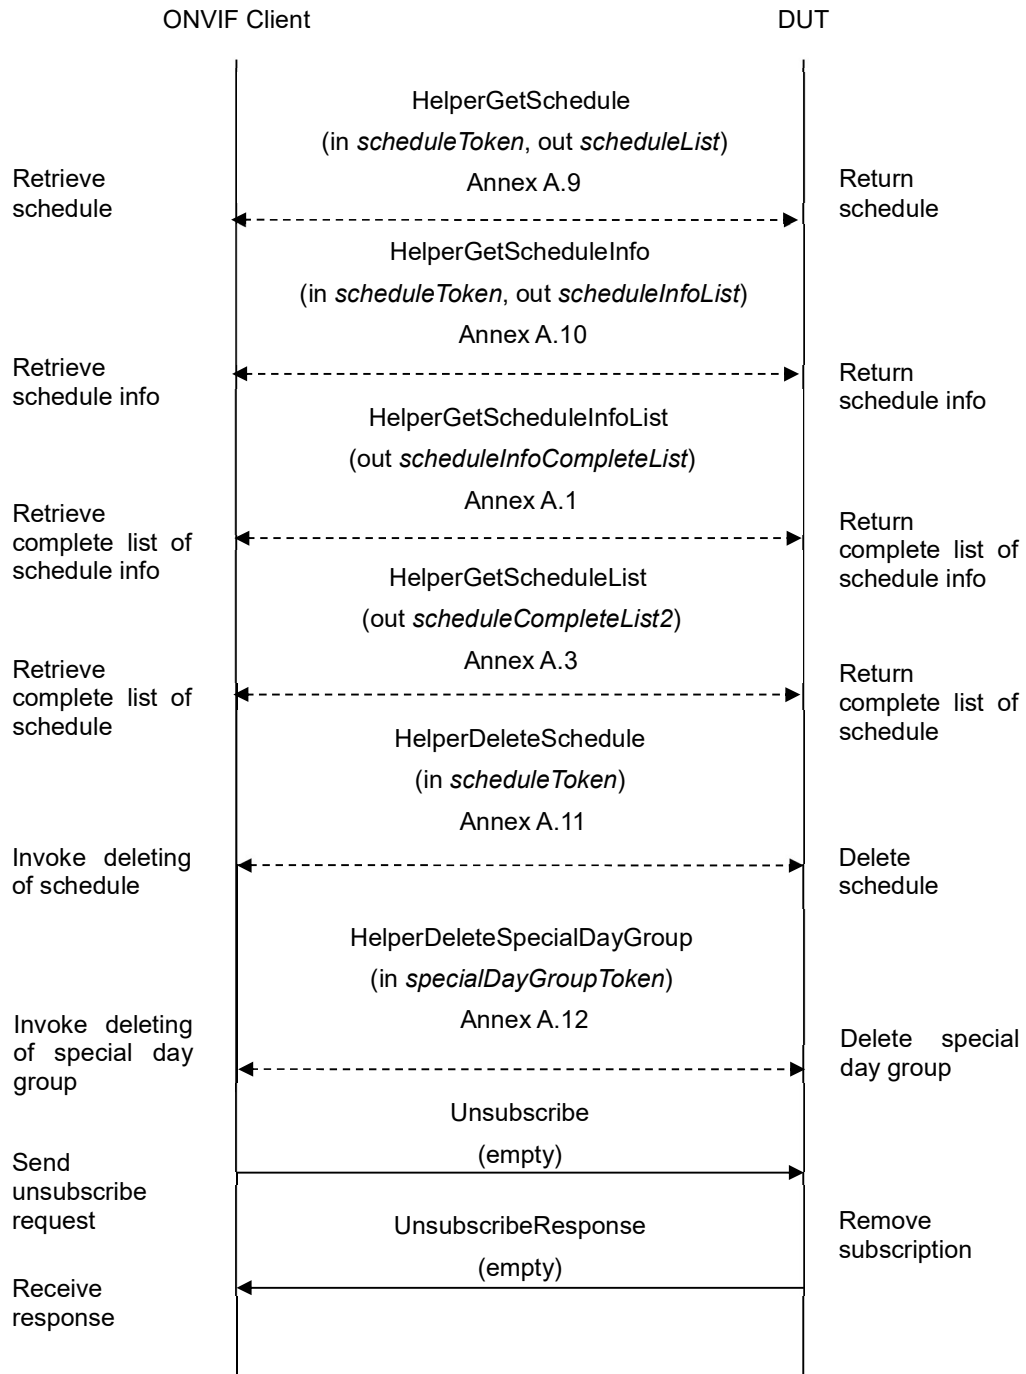 ONVIF Client
DUT
HelperGetSchedule
(in scheduleToken, out scheduleList)
Annex A.9
Retrieve
schedule
Return
schedule
HelperGetScheduleInfo
(in scheduleToken, out scheduleInfoList)
Annex A.10
Retrieve
schedule info
Return
schedule info
HelperGetScheduleInfoList
(out scheduleInfoCompleteList)
Annex A.1
Retrieve
complete list of
schedule info
Return
complete list of
schedule info
HelperGetScheduleList
(out scheduleCompleteList2)
Annex A.3
Retrieve
complete list of
schedule
Return
complete list of
schedule
HelperDeleteSchedule
(in scheduleToken)
Annex A.11
Invoke deleting
of schedule
Delete
schedule
HelperDeleteSpecialDayGroup
(in specialDayGroupToken)
Annex A.12
Invoke deleting
of special day
group
Delete special
day group
Unsubscribe
(empty)
Send
unsubscribe
request
UnsubscribeResponse
(empty)
Remove
subscription
Receive
response